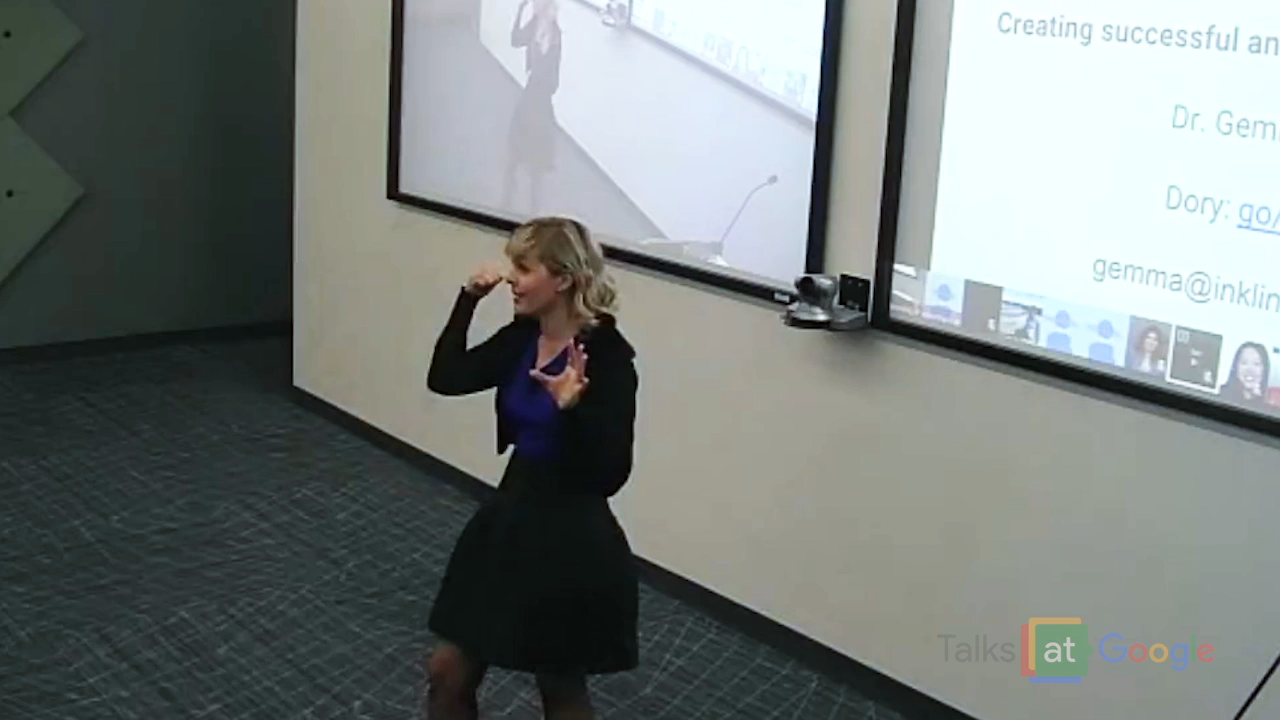 Creating successful an
Dr. Gem
Dory: go/
gemma@inklin
Talks at Google